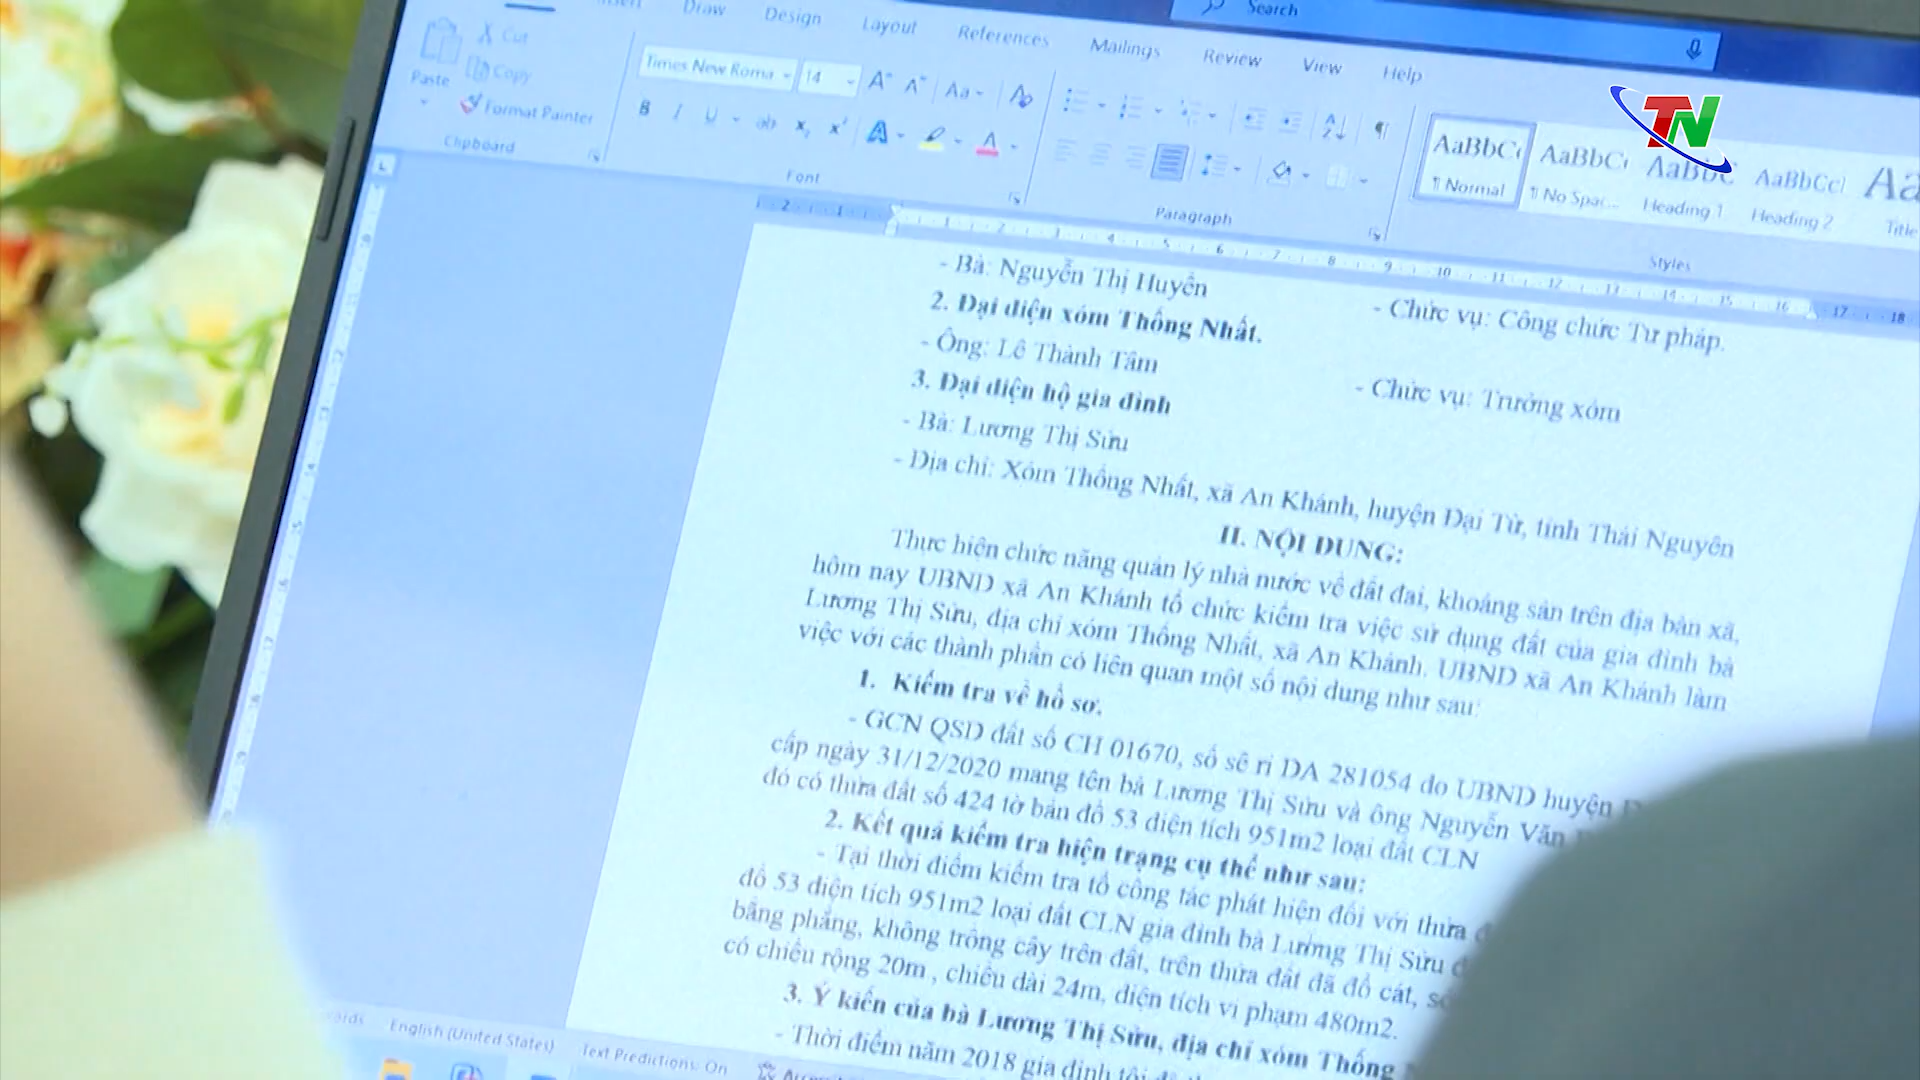 Draw Design Layout References Mailings Review View Help
Search
TN
Cut
Copy
Paste
Format Painter
Clipboard
Times New Roma 14
Font
Paragraph
¶ Normal
¶ No Spac...
Heading 1
Heading 2
Title
Styles
- Bà: Nguyễn Thị Huyên - Chức vụ: Công chức Tư pháp.
2. Đại diện xóm Thống Nhất.
- Ông: Lê Thành Tâm - Chức vụ: Trưởng xóm
3. Đại diện hộ gia đình
- Bà: Lương Thị Sửu
- Địa chỉ: Xóm Thống Nhất, xã An Khánh, huyện Đại Từ, tỉnh Thái Nguyên
II. NỘI DUNG:
Thực hiện chức năng quản lý nhà nước về đất đai, khoáng sản trên địa bàn xã,
hôm nay UBND xã An Khánh tổ chức kiểm tra việc sử dụng đất của gia đình bà
Lương Thị Sửu, địa chỉ xóm Thống Nhất, xã An Khánh. UBND xã An Khánh làm
việc với các thành phần có liên quan một số nội dung như sau:
1. Kiểm tra về hồ sơ.
- GCN QSD đất số CH 01670, số sê ri DA 281054 do UBND huyện
cấp ngày 31/12/2020 mang tên bà Lương Thị Sửu và ông Nguyễn Văn
đó có thửa đất số 424 tờ bản đồ 53 diện tích 951m2 loại đất CLN
2. Kết quả kiểm tra hiện trạng cụ thể như sau:
- Tại thời điểm kiểm tra tổ công tác phát hiện đối với thửa
đồ 53 diện tích 951m2 loại đất CLN gia đình bà Lương Thị Sửu
bằng phẳng, không trồng cây trên đất, trên thửa đất đã đổ cát,
có chiều rộng 20m , chiều dài 24m, diện tích vi phạm 480m2.
3. Ý kiến của bà Lương Thị Sửu, địa chỉ xóm Thống
- Thời điểm năm 2018 gia đình tôi
English (United States) Text Predictions: On